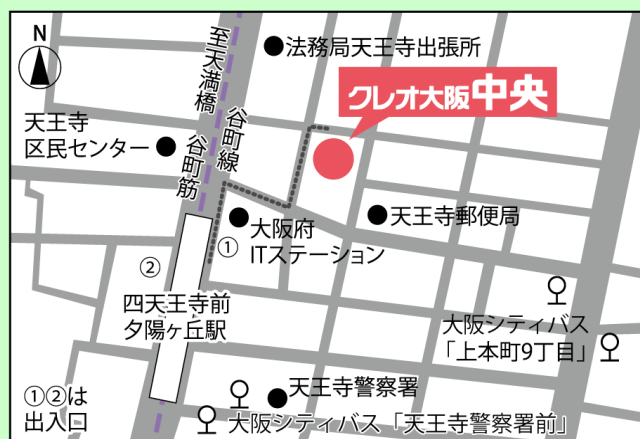 N
至天満橋
法務局天王寺出張所
クレオ大阪中央
天王寺
区民センター
谷町線
谷町筋
大阪府
ITステーション
天王寺郵便局
①
②
四天王寺前
夕陽ヶ丘駅
大阪シティバス
「上本町9丁目」
①②は
出入口
天王寺警察署
大阪シティバス「天王寺警察署前」